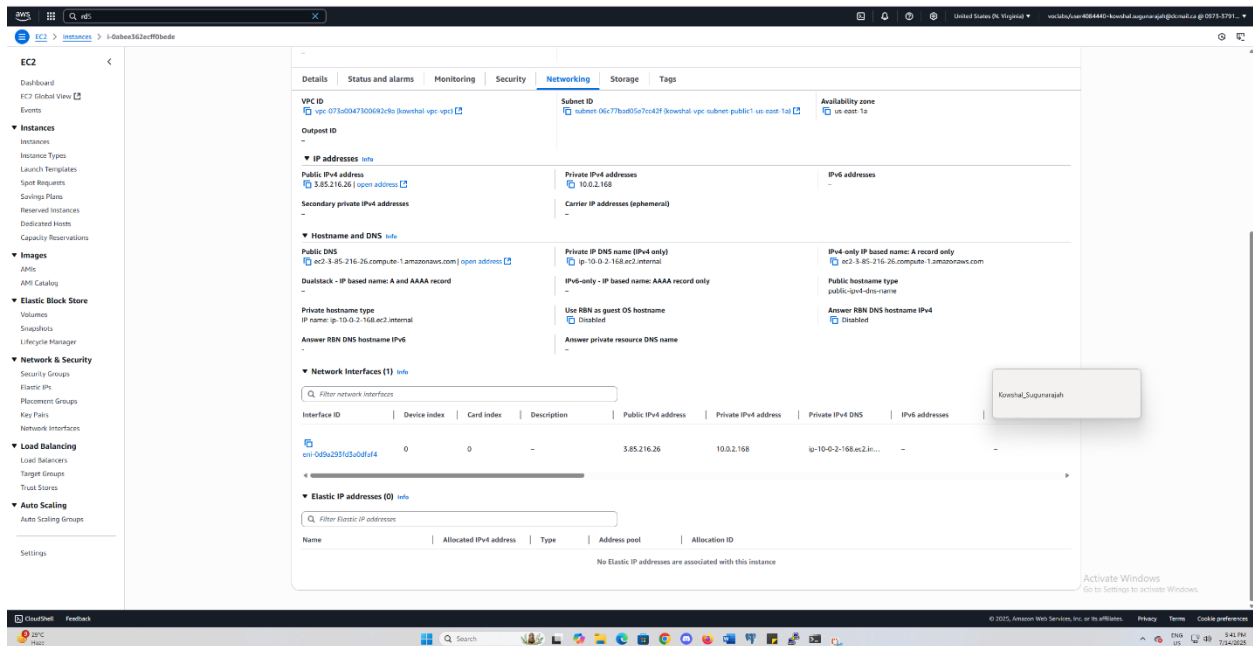 aws
rdS
United States (N. Virginia) ▼
voclabs/user4084440=kowshal.sugunarajah@dcmail.ca @ 0973-3791... ▼
EC2 > Instances > i-0abee362ecff0bede
EC2
Dashboard
EC2 Global View
Events
▼ Instances
Instances
Instance Types
Launch Templates
Spot Requests
Savings Plans
Reserved Instances
Dedicated Hosts
Capacity Reservations
▼ Images
AMIs
AMI Catalog
▼ Elastic Block Store
Volumes
Snapshots
Lifecycle Manager
▼ Network & Security
Security Groups
Elastic IPs
Placement Groups
Key Pairs
Network Interfaces
▼ Load Balancing
Load Balancers
Target Groups
Trust Stores
▼ Auto Scaling
Auto Scaling Groups
Settings
–
Details Status and alarms Monitoring Security Networking Storage Tags
VPC ID Subnet ID Availability zone
vpc-073a0047300692c9a (kowshal-vpc-vpc) subnet-06c77bad05e7cc42f (kowshal-vpc-subnet-public1-us-east-1a) us-east-1a
Outpost ID
–
▼ IP addresses Info
Public IPv4 address Private IPv4 addresses IPv6 addresses
3.85.216.26 | open address 10.0.2.168 –
Secondary private IPv4 addresses Carrier IP addresses (ephemeral)
– –
▼ Hostname and DNS Info
Public DNS Private IP DNS name (IPv4 only) IPv4-only IP based name: A record only
ec2-3-85-216-26.compute-1.amazonaws.com | open address ip-10-0-2-168.ec2.internal ec2-3-85-216-26.compute-1.amazonaws.com
Dualstack - IP based name: A and AAAA record IPv6-only - IP based name: AAAA record only Public hostname type
– – public-ipv4-dns-name
Private hostname type Use RBN as guest OS hostname Answer RBN DNS hostname IPv4
IP name: ip-10-0-2-168.ec2.internal Disabled Disabled
Answer RBN DNS hostname IPv6 Answer private resource DNS name
- –
▼ Network Interfaces (1) Info
Filter network interfaces
Kowshal_Sugunarajah
Interface ID Device index Card index Description Public IPv4 address Private IPv4 address Private IPv4 DNS IPv6 addresses
eni-0d9a293fd3a0dfaf4 0 0 – 3.85.216.26 10.0.2.168 ip-10-0-2-168.ec2.in... – –
▼ Elastic IP addresses (0) Info
Filter Elastic IP addresses
Name Allocated IPv4 address Type Address pool Allocation ID
No Elastic IP addresses are associated with this instance
Activate Windows
Go to Settings to activate Windows.
CloudShell Feedback
© 2025, Amazon Web Services, Inc. or its affiliates. Privacy Terms Cookie preferences
29°C
Haze
Search
ENG
US
5:41 PM
7/14/2025